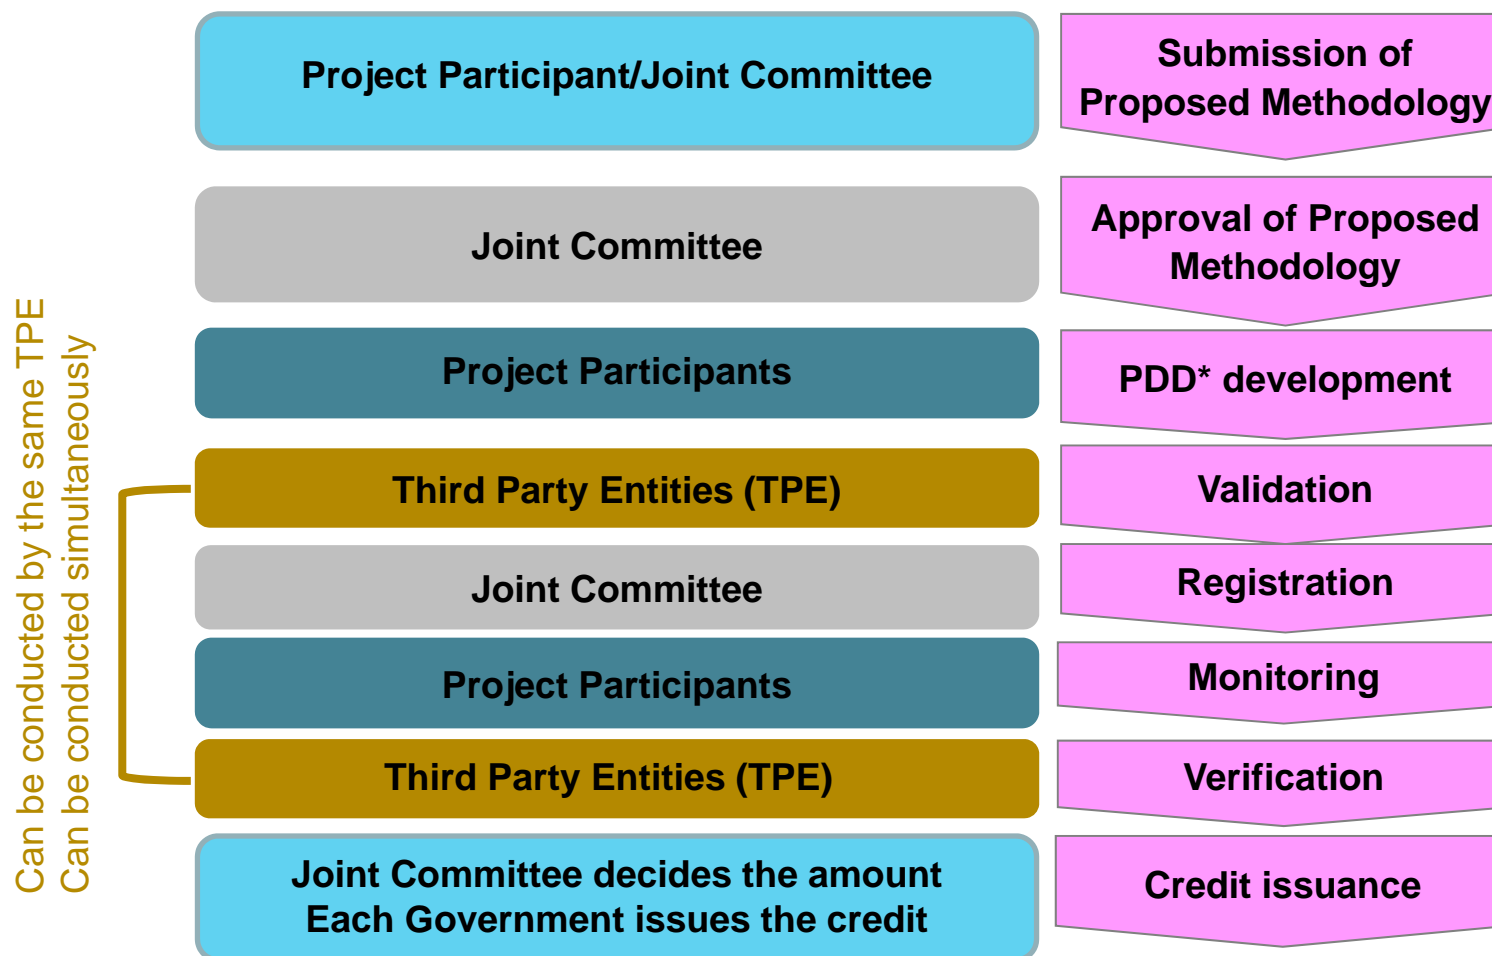 Project Participant/Joint Committee
Submission of
Proposed Methodology
Joint Committee
Approval of Proposed
Methodology
Project Participants
PDD* development
Third Party Entities (TPE)
Validation
Joint Committee
Registration
Project Participants
Monitoring
Third Party Entities (TPE)
Verification
Joint Committee decides the amount
Each Government issues the credit
Credit issuance
Can be conducted by the same TPE
Can be conducted simultaneously